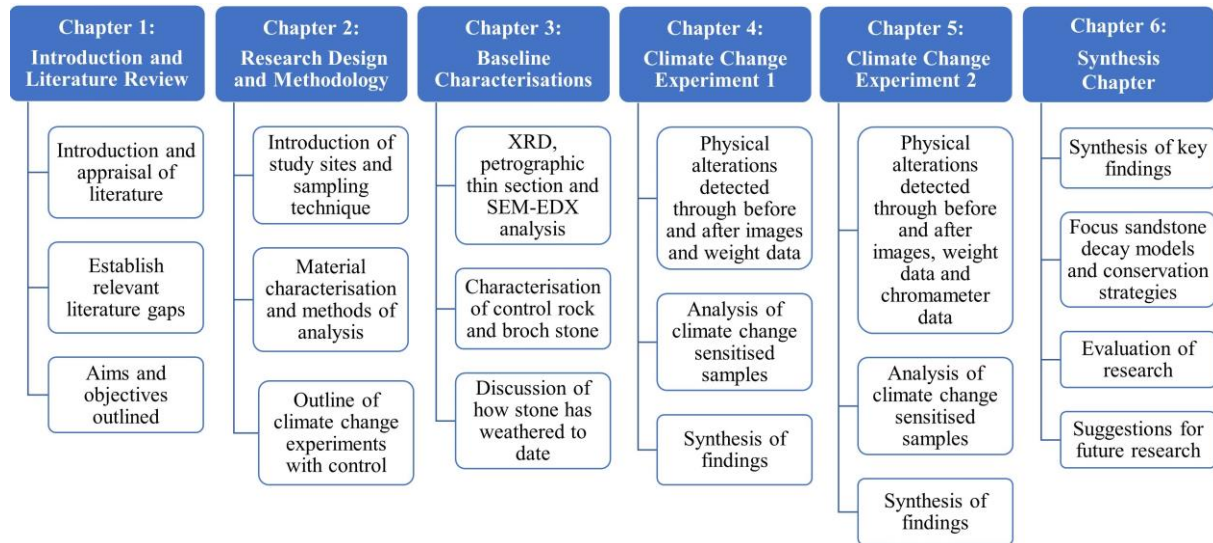 Chapter 1:
Introduction and
Literature Review
Introduction and
appraisal of
literature
Establish
relevant
literature gaps
Aims and
objectives
outlined
Chapter 2:
Research Design
and Methodology
Introduction of
study sites and
sampling
technique
Material
characterisation
and methods of
analysis
Outline of
climate change
experiments
with control
Chapter 3:
Baseline
Characterisations
XRD,
petrographic
thin section and
SEM-EDX
analysis
Characterisation
of control rock
and broch stone
Discussion of
how stone has
weathered to
date
Chapter 4:
Climate Change
Experiment 1
Physical
alterations
detected
through before
and after images
and weight data
Analysis of
climate change
sensitised
samples
Synthesis of
findings
Chapter 5:
Climate Change
Experiment 2
Physical
alterations
detected
through before
and after
images, weight
data and
chromameter
data
Analysis of
climate change
sensitised
samples
Synthesis of
findings
Chapter 6:
Synthesis
Chapter
Synthesis of key
findings
Focus sandstone
decay models
and conservation
strategies
Evaluation of
research
Suggestions for
future research